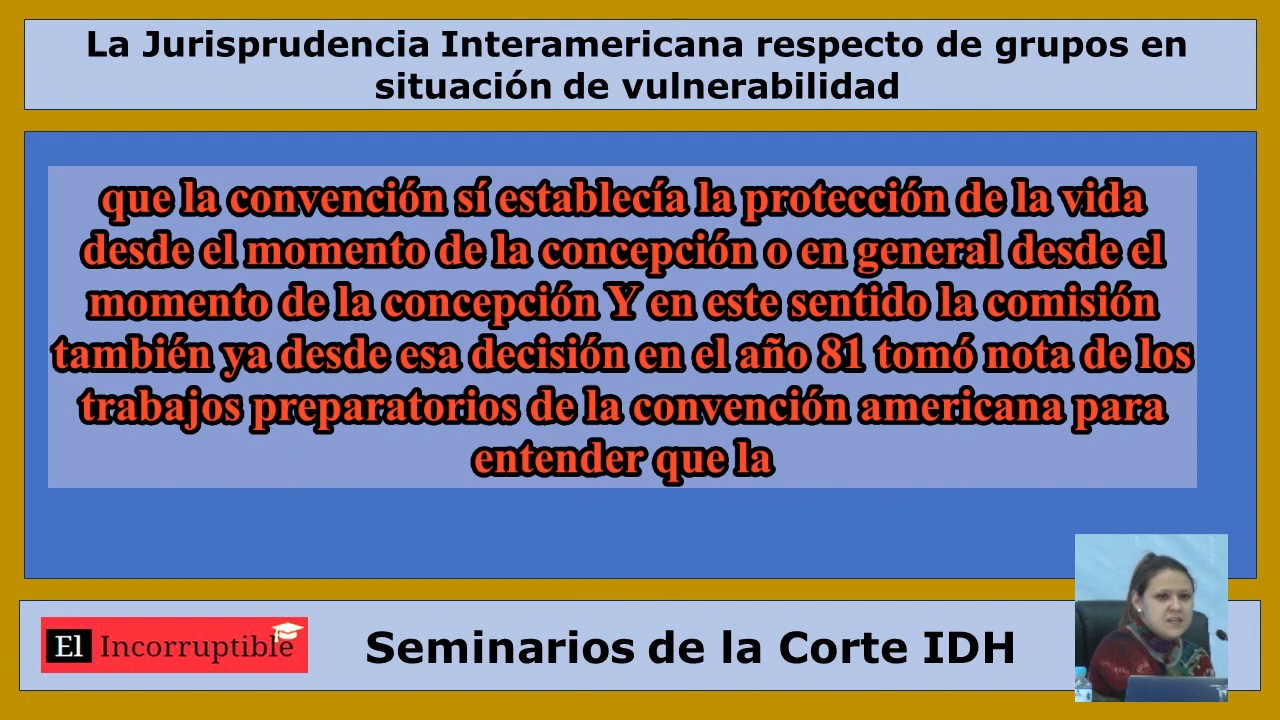 La Jurisprudencia Interamericana respecto de grupos en
situación de vulnerabilidad
que la convención sí establecía la protección de la vida
desde el momento de la concepción o en general desde el
momento de la concepción Y en este sentido la comisión
también ya desde esa decisión en el año 81 tomó nota de los
trabajos preparatorios de la convención americana para
entender que la
El Incorruptible
Seminarios de la Corte IDH